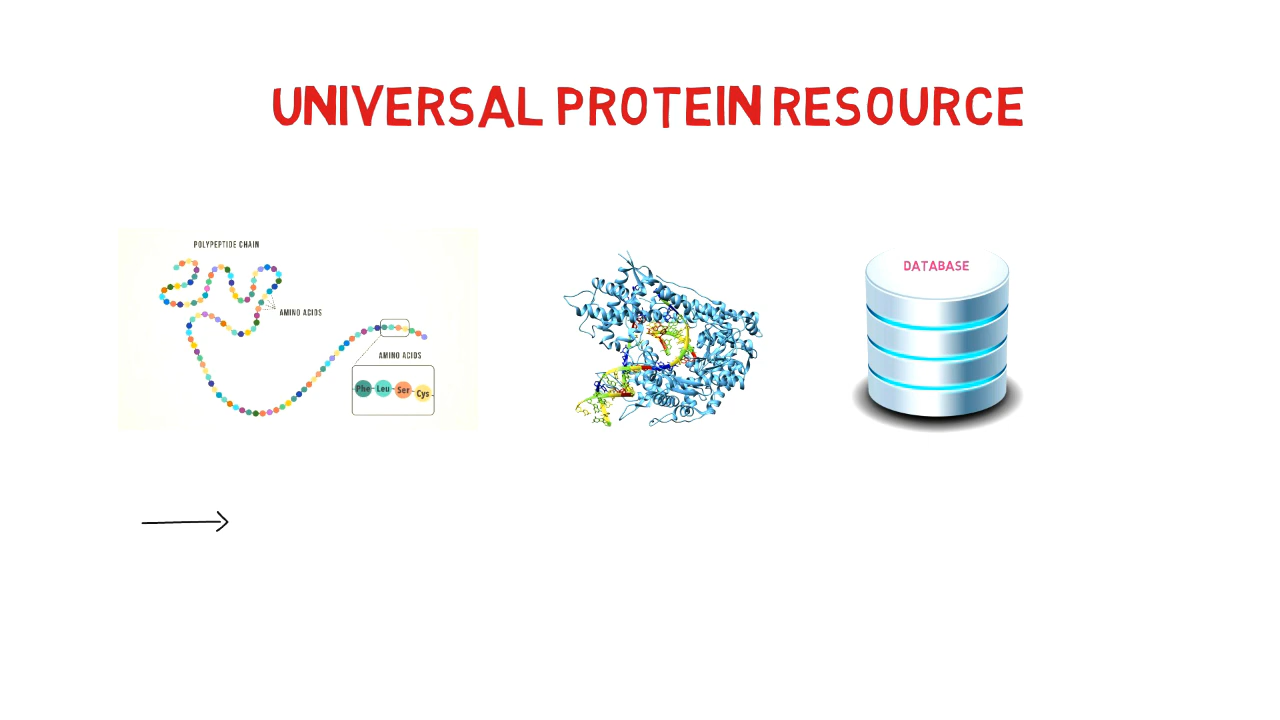 UNIVERSAL PROTEIN RESOURCE
POLYPEPTIDE CHAIN
AMINO ACIDS
AMINO ACIDS
Phe Leu Ser Cys
DATABASE